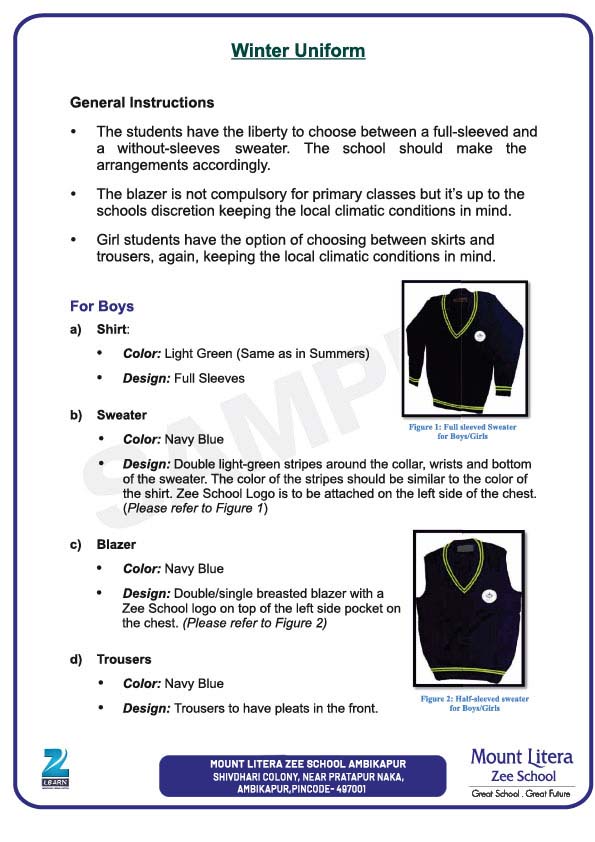 Winter Uniform
General Instructions
• The students have the liberty to choose between a full-sleeved and
a without-sleeves sweater. The school should make the
arrangements accordingly.
• The blazer is not compulsory for primary classes but it's up to the
schools discretion keeping the local climatic conditions in mind.
• Girl students have the option of choosing between skirts and
trousers, again, keeping the local climatic conditions in mind.
For Boys
a) Shirt:
• Color: Light Green (Same as in Summers)
• Design: Full Sleeves
Figure 1: Full sleeved Sweater
for Boys/Girls
b) Sweater
• Color: Navy Blue
• Design: Double light-green stripes around the collar, wrists and bottom
of the sweater. The color of the stripes should be similar to the color of
the shirt. Zee School Logo is to be attached on the left side of the chest.
(Please refer to Figure 1)
c) Blazer
• Color: Navy Blue
• Design: Double/single breasted blazer with a
Zee School logo on top of the left side pocket on
the chest. (Please refer to Figure 2)
d) Trousers
• Color: Navy Blue
• Design: Trousers to have pleats in the front.
Figure 2: Half-sleeved sweater
for Boys/Girls
SAMPL
Z
LEARN
MOUNT LITERA ZEE SCHOOL AMBIKAPUR
SHIVDHARI COLONY, NEAR PRATAPUR NAKA,
AMBIKAPUR,PINCODE- 497001
Mount Litera
Zee School
Great School . Great Future